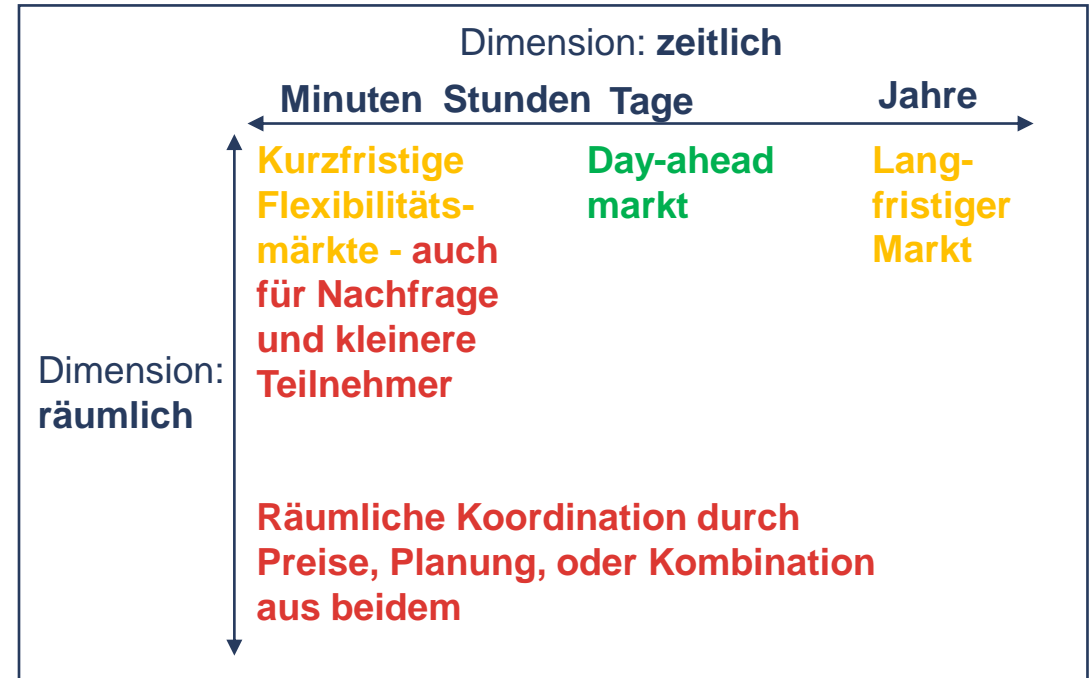 Dimension: zeitlich
Minuten Stunden Tage Jahre
Kurzfristige
Flexibilitäts-
märkte - auch
für Nachfrage
und kleinere
Teilnehmer
Day-ahead
markt
Lang-
fristiger
Markt
Dimension:
räumlich
Räumliche Koordination durch
Preise, Planung, oder Kombination
aus beidem